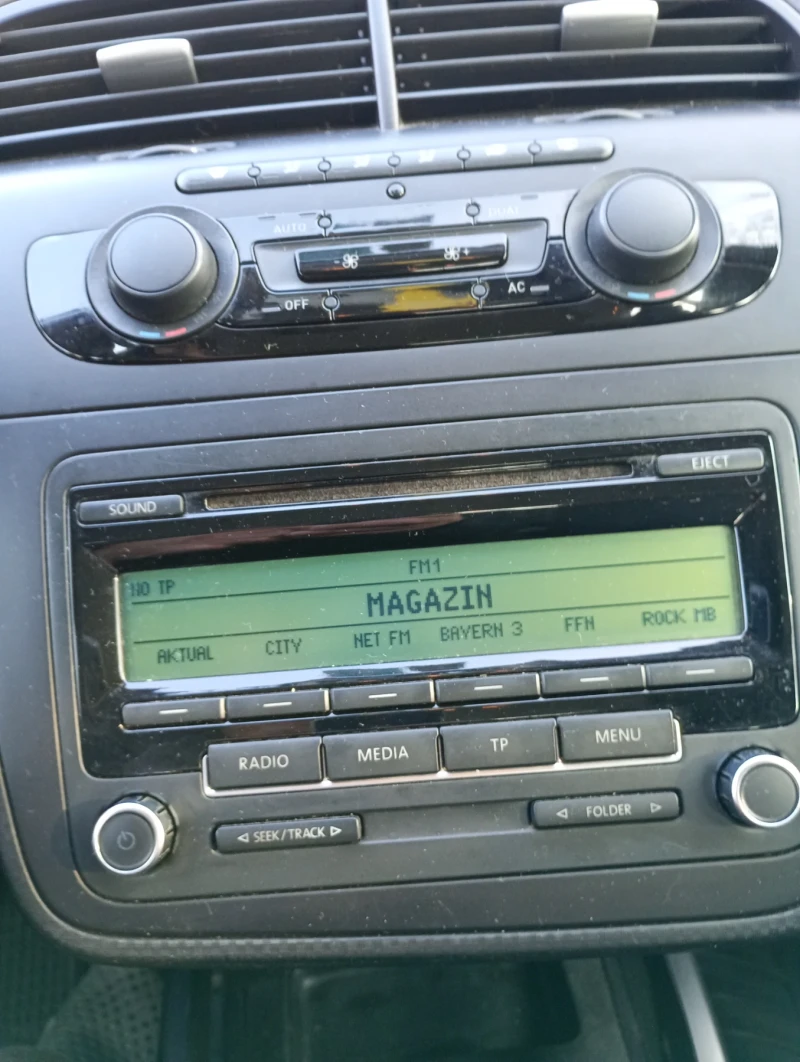 AUTO
DUAL
- +
OFF
AC
EJECT
SOUND
NO TP
FM1
MAGAZIN
AKTUAL CITY NET FM BAYERN 3 FFN ROCK MB
RADIO MEDIA TP MENU
SEEK/TRACK
FOLDER